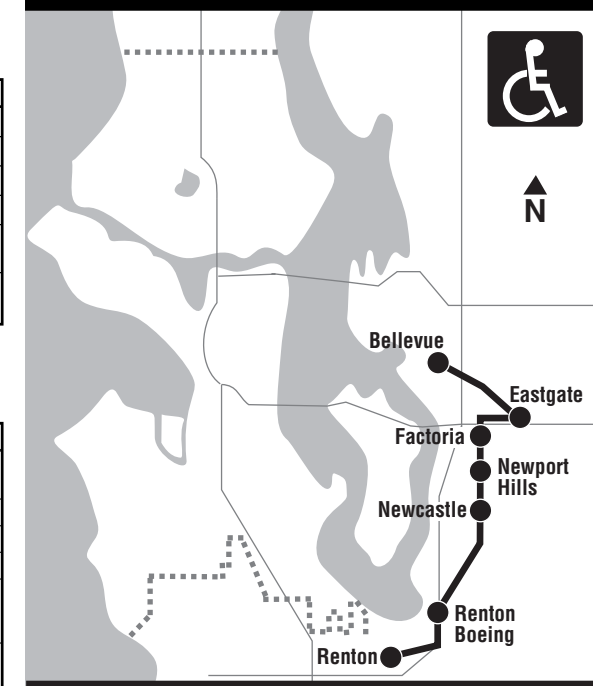 N
Bellevue
Eastgate
Factoria
Newport
Hills
Newcastle
Renton
Boeing
Renton